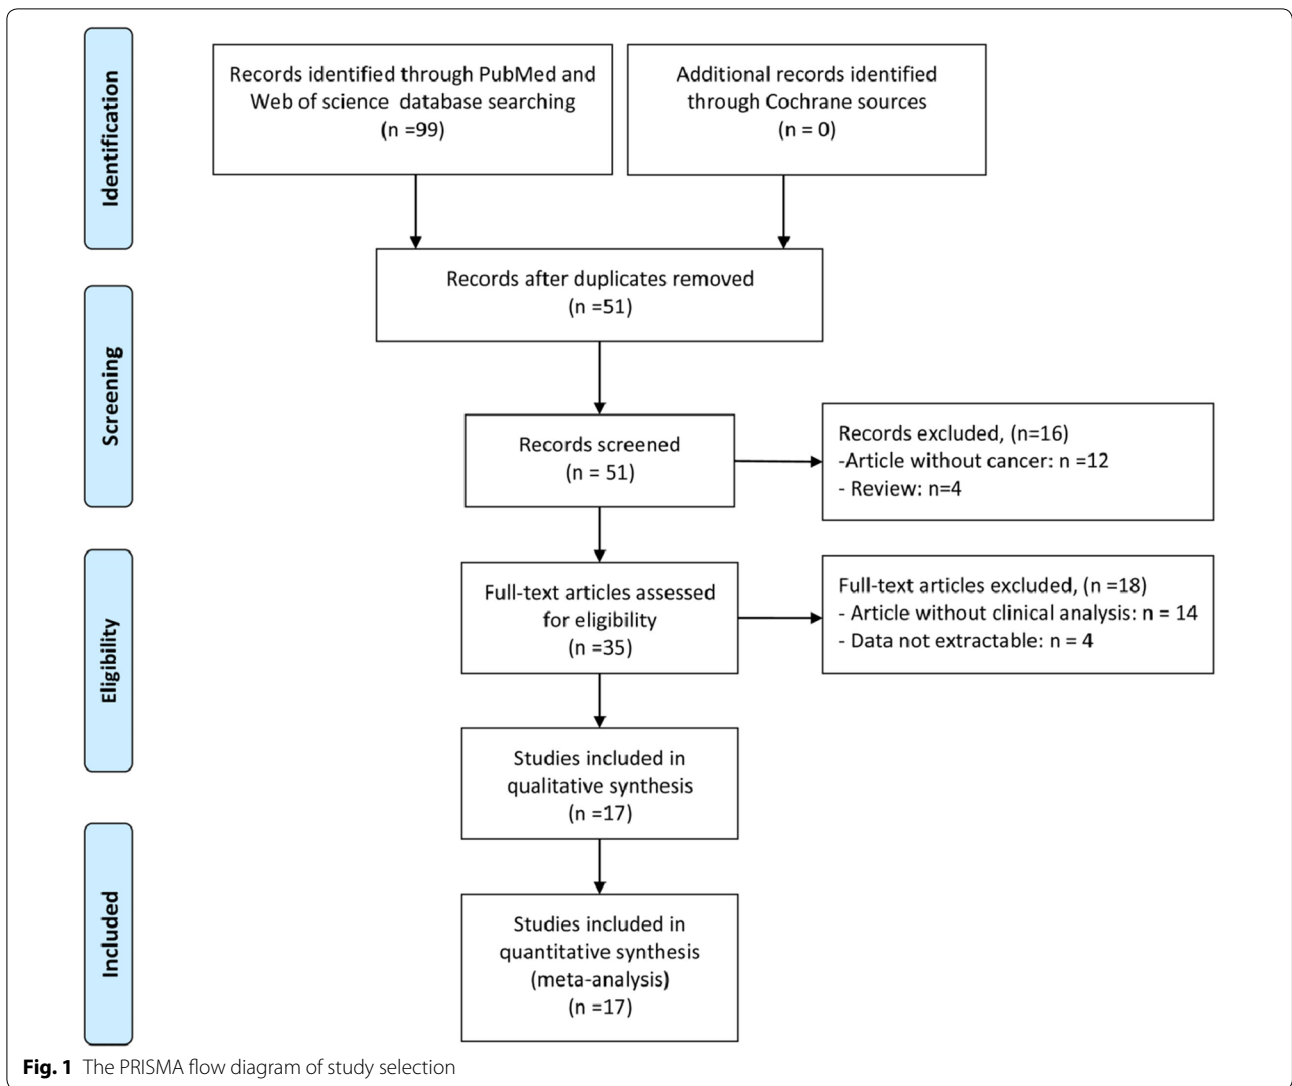 Identification
Records identified through PubMed and
Web of science database searching
(n =99)
Additional records identified
through Cochrane sources
(n = 0)
Records after duplicates removed
(n =51)
Screening
Records screened
(n = 51)
Records excluded, (n=16)
-Article without cancer: n =12
- Review: n=4
Eligibility
Full-text articles assessed
for eligibility
(n =35)
Full-text articles excluded, (n =18)
- Article without clinical analysis: n = 14
- Data not extractable: n = 4
Studies included in
qualitative synthesis
(n =17)
Included
Studies included in
quantitative synthesis
(meta-analysis)
(n =17)
Fig. 1 The PRISMA flow diagram of study selection